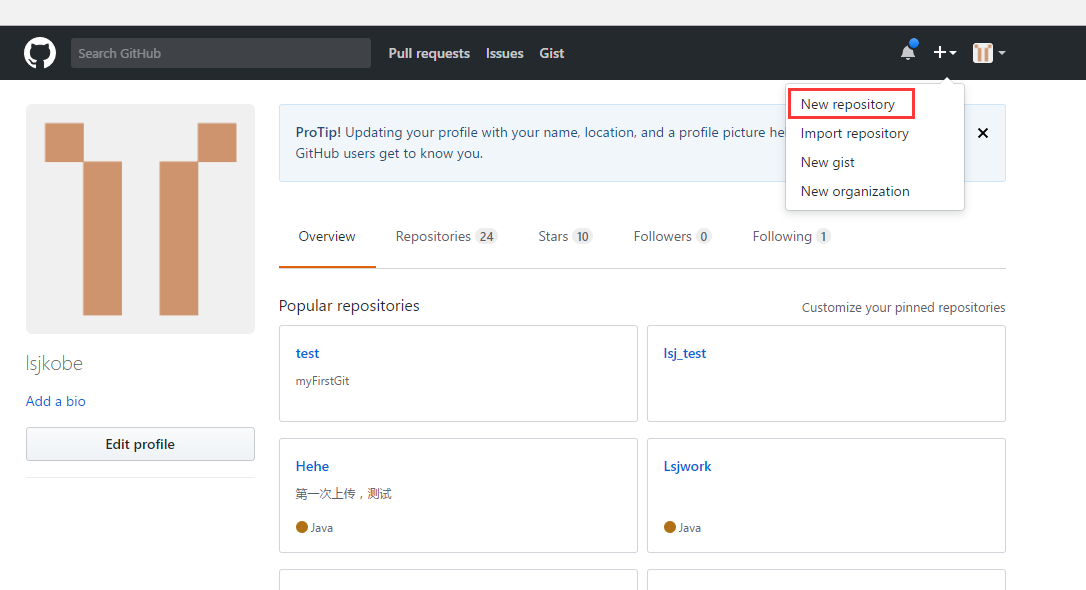 Search GitHub
Pull requests
Issues
Gist
New repository
Import repository
New gist
New organization
ProTip! Updating your profile with your name, location, and a profile picture he
GitHub users get to know you.
Overview
Repositories 24
Stars 10
Followers 0
Following 1
Popular repositories
Customize your pinned repositories
lsjkobe
Add a bio
Edit profile
test
myFirstGit
lsj_test
Hehe
第一次上传，测试
Java
Lsjwork
Java